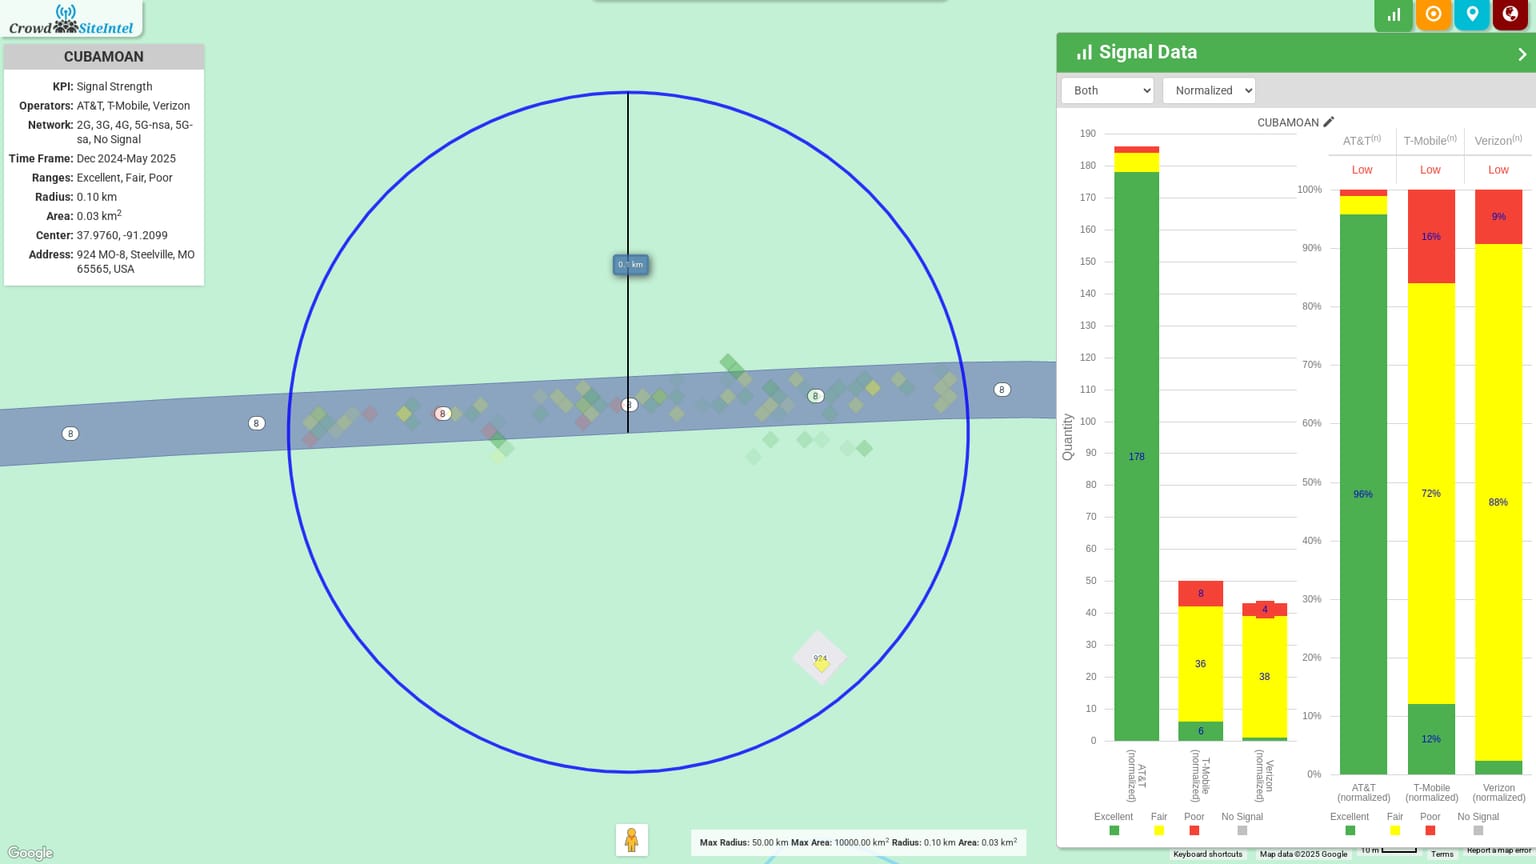 Crowd SiteIntel
CUBAMOAN
KPI: Signal Strength
Operators: AT&T, T-Mobile, Verizon
Network: 2G, 3G, 4G, 5G-nsa, 5G-
sa, No Signal
Time Frame: Dec 2024-May 2025
Ranges: Excellent, Fair, Poor
Radius: 0.10 km
Area: 0.03 km²
Center: 37.9760, -91.2099
Address: 924 MO-8, Steelville, MO
65565, USA
0.1 km
8
8
8
8
8
8
924
Google
Max Radius: 50.00 km Max Area: 10000.00 km² Radius: 0.10 km Area: 0.03 km²
Signal Data
Both
Normalized
CUBAMOAN
190
180
170
160
150
140
130
120
110
100
90
80
70
60
50
40
30
20
10
0
Quantity
178
8
36
6
4
38
AT&T
(normalized)
T-Mobile
(normalized)
Verizon
(normalized)
Excellent
Fair
Poor
No Signal
AT&T(n)
T-Mobile(n)
Verizon(n)
Low
Low
Low
100%
90%
80%
70%
60%
50%
40%
30%
20%
10%
0%
96%
16%
72%
12%
9%
88%
AT&T
(normalized)
T-Mobile
(normalized)
Verizon
(normalized)
Excellent
Fair
Poor
No Signal
Keyboard shortcuts
Map data ©2025 Google
10 m
Terms
Report a map error